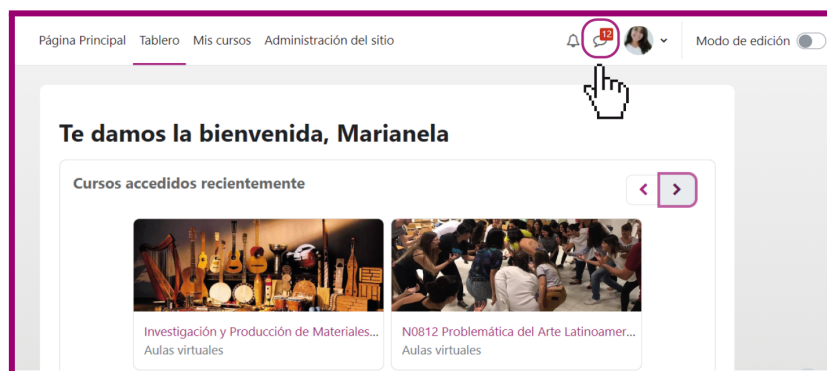 Página Principal Tablero Mis cursos Administración del sitio 12 Modo de edición
Te damos la bienvenida, Marianela
Cursos accedidos recientemente
Investigación y Producción de Materiales... N0812 Problemática del Arte Latinoamer...
Aulas virtuales Aulas virtuales